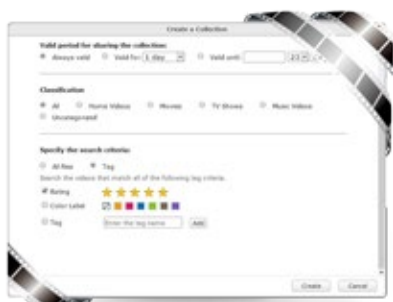 Create a Collection
Valid period for sharing the collection:
Always valid Valid for: 1 day Valid until: 23
Classification
All Home Videos Movies TV Shows Music Videos
Uncategorized
Specify the search criteria:
All files Tag
Search the videos that match all of the following tag criteria.
Rating
Color Label
Tag Enter the tag name Add
Create Cancel